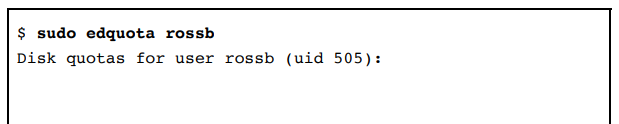 $ sudo edquota rossb
Disk quotas for user rossb (uid 505):